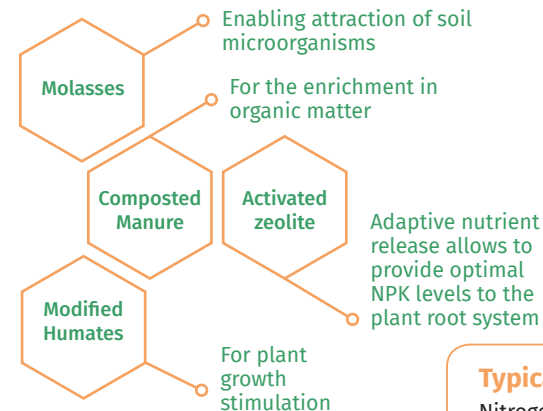 Enabling attraction of soil
microorganisms
Molasses
For the enrichment in
organic matter
Composted
Manure
Activated
zeolite
Adaptive nutrient
release allows to
provide optimal
NPK levels to the
plant root system
Modified
Humates
For plant
growth
stimulation